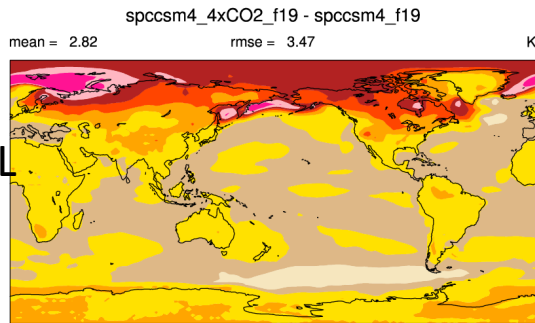 spccsm4_4xCO2_f19 - spccsm4_f19
mean = 2.82 rmse = 3.47 K
L